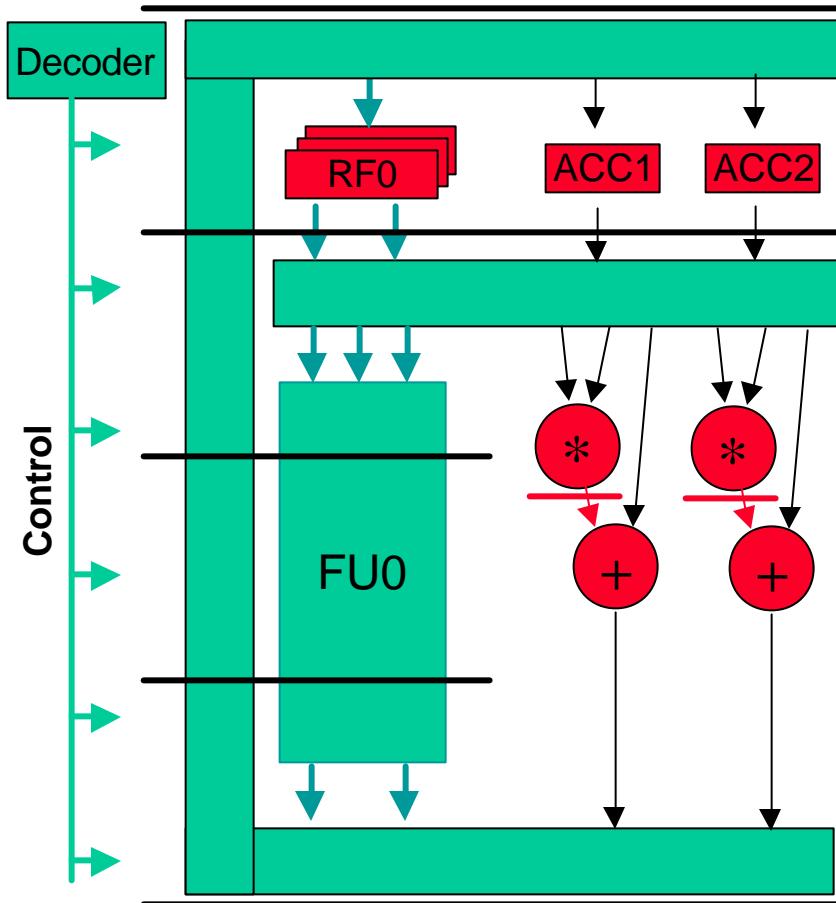 Decoder
RF0
ACC1
ACC2
*
*
Control
FU0
+
+